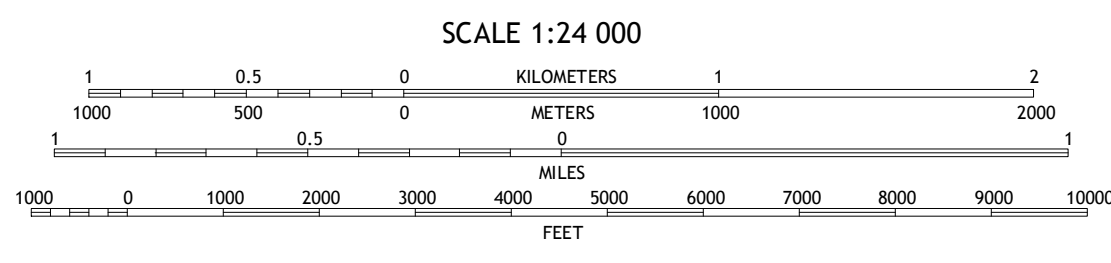 SCALE 1:24 000
1 0.5 0 KILOMETERS 1 2
1000 500 0 METERS 1000 2000
1 0.5 0 1
MILES
1000 0 1000 2000 3000 4000 5000 6000 7000 8000 9000 10000
FEET